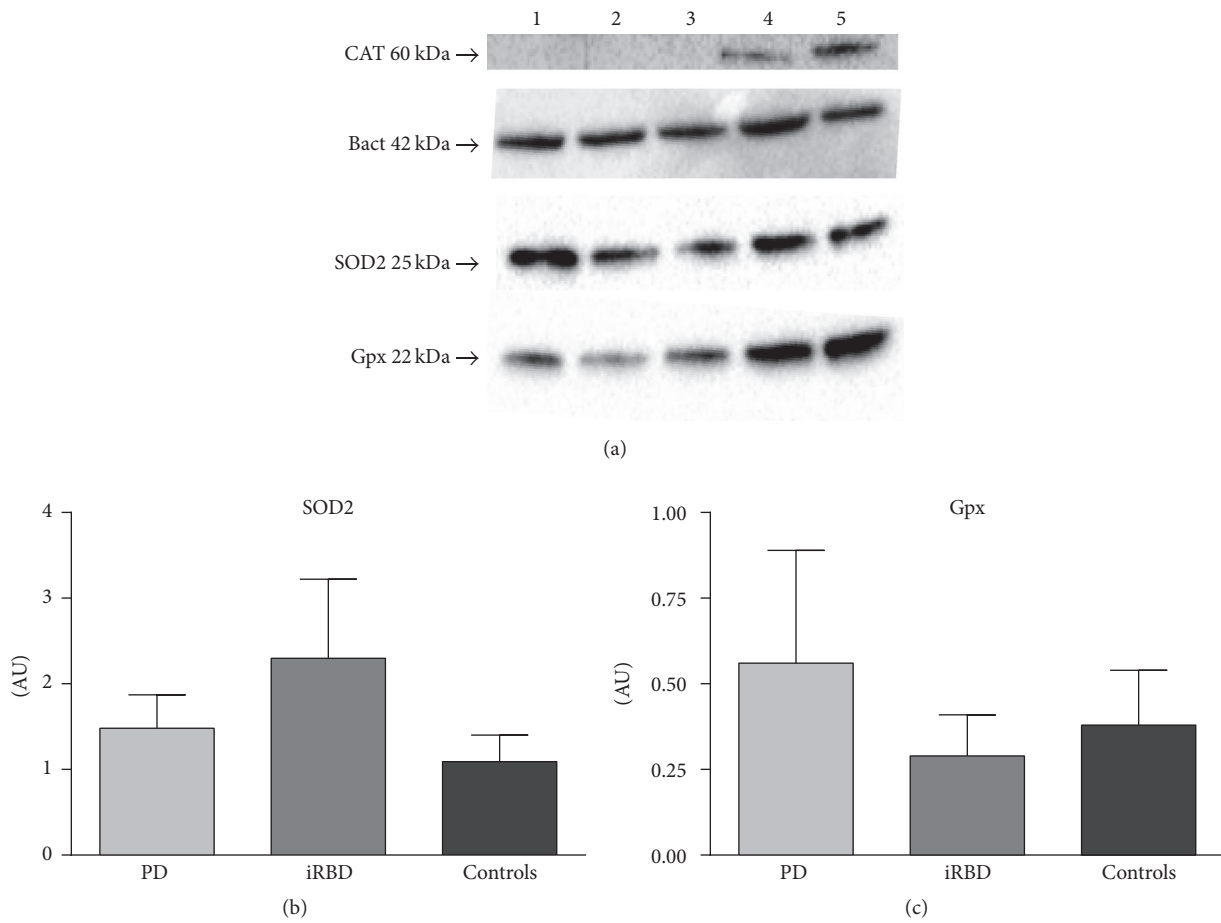 1 2 3 4 5
CAT 60 kDa →
Bact 42 kDa →
SOD2 25 kDa →
Gpx 22 kDa →
(a)
SOD2
4
3
2
1
0
(AU)
PD iRBD Controls
(b)
Gpx
1.00
0.75
0.50
0.25
0.00
(AU)
PD iRBD Controls
(c)